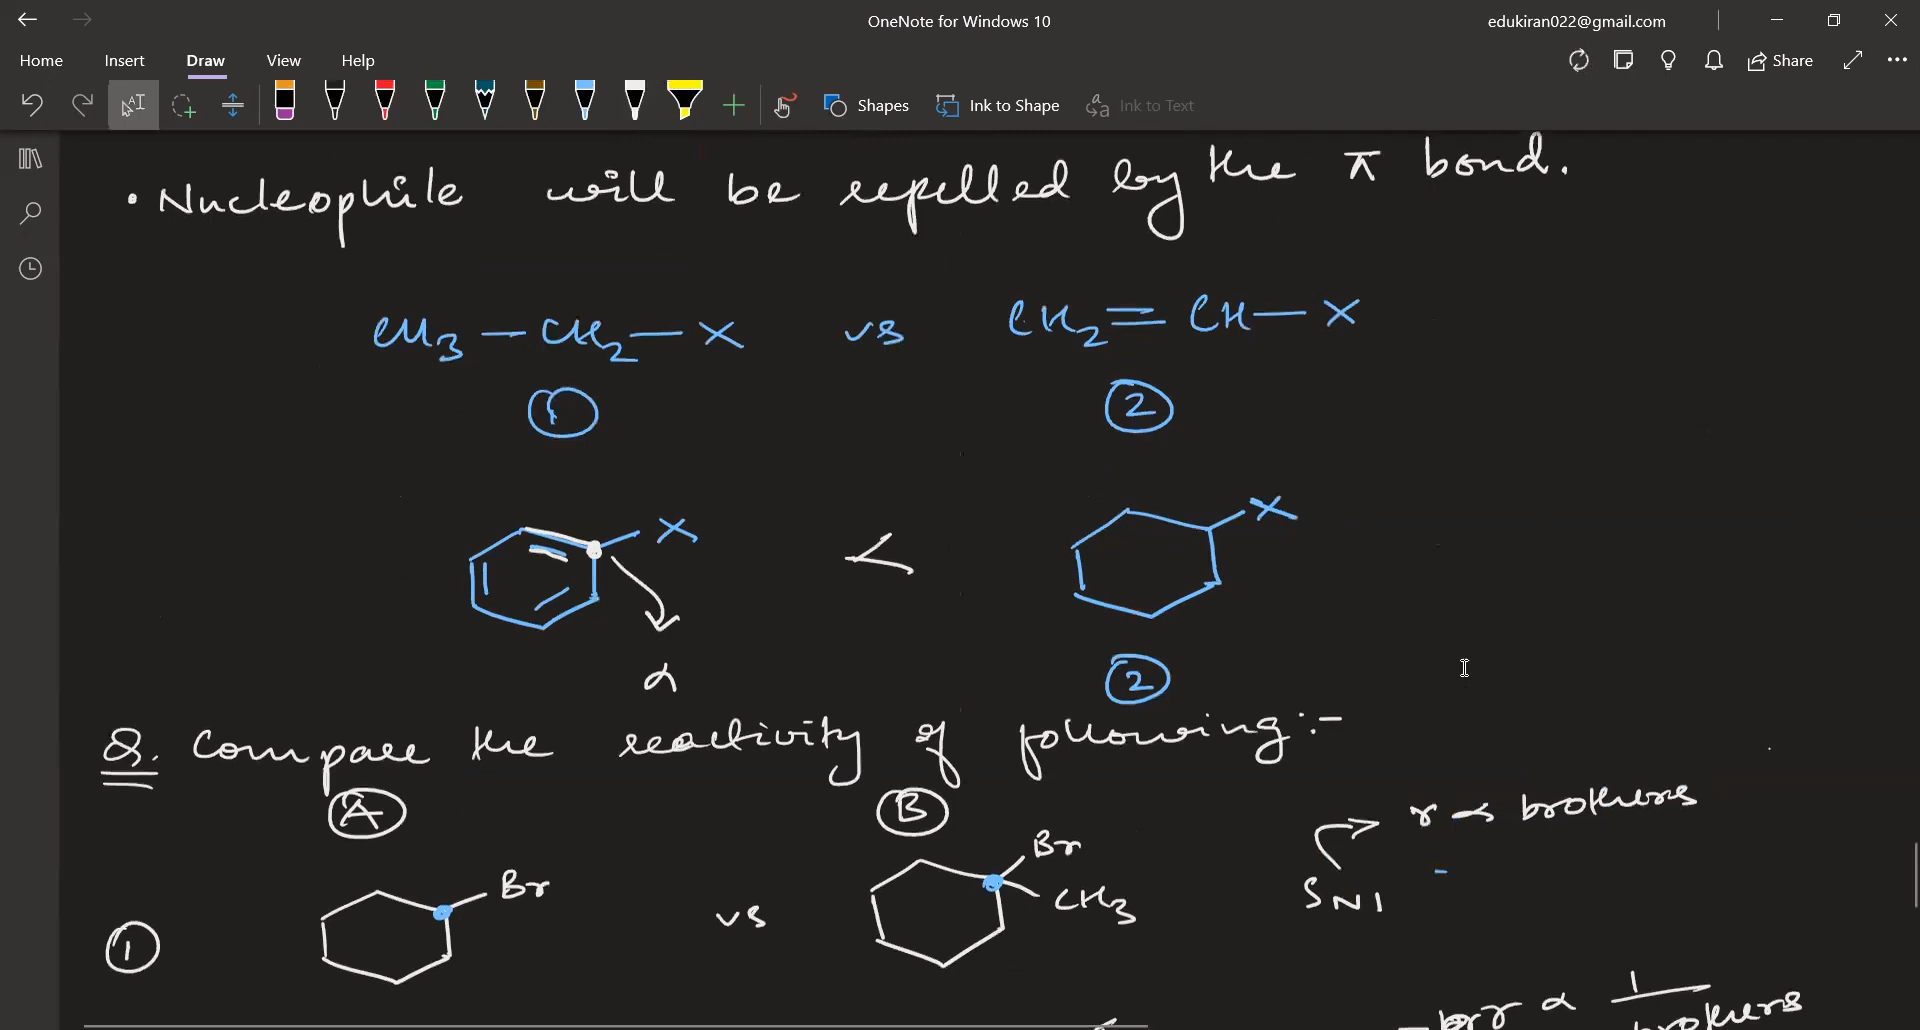 OneNote for Windows 10
edukiran022@gmail.com
Home Insert Draw View Help
Share
Shapes Ink to Shape Ink to Text
• Nucleophile will be repelled by the π bond.
CH3 — CH2 — X vs CH2 = CH — X
① ②
X < X
α ②
Q. Compare the reactivity of following :-
Ⓐ Ⓑ
r ∝ brothers
Br vs Br
CH3
SN1
①
r ∝ 1
brothers